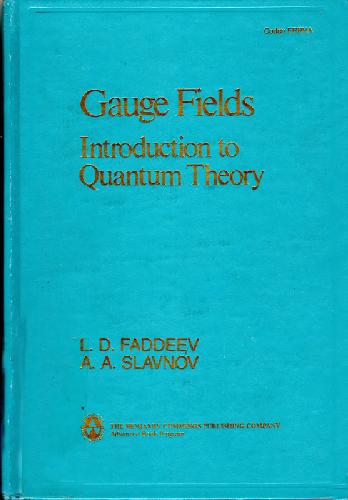 Gauge Fields
Introduction to
Quantum Theory
L. D. FADDEEV
A. A. SLAVNOV
THE BENJAMIN/CUMMINGS PUBLISHING COMPANY
Advanced Book Program